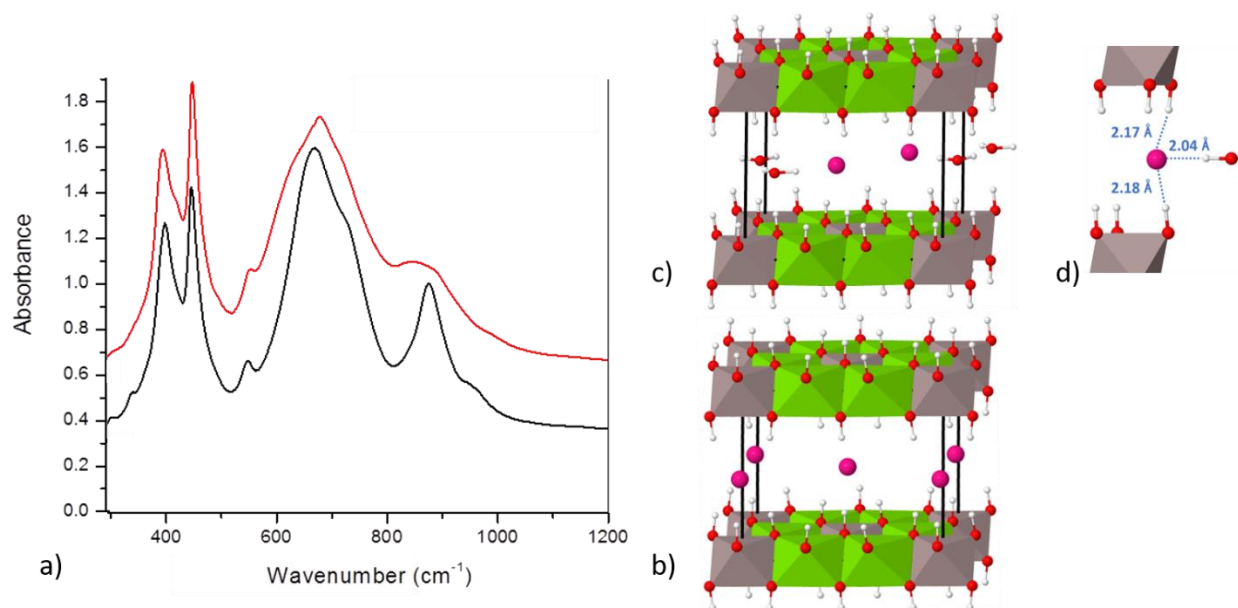 1.8
1.6
1.4
1.2
1.0
0.8
0.6
0.4
0.2
0.0
Absorbance
400 600 800 1000 1200
Wavenumber (cm⁻¹)
a)
c)
2.17 Å
2.04 Å
2.18 Å
d)
b)